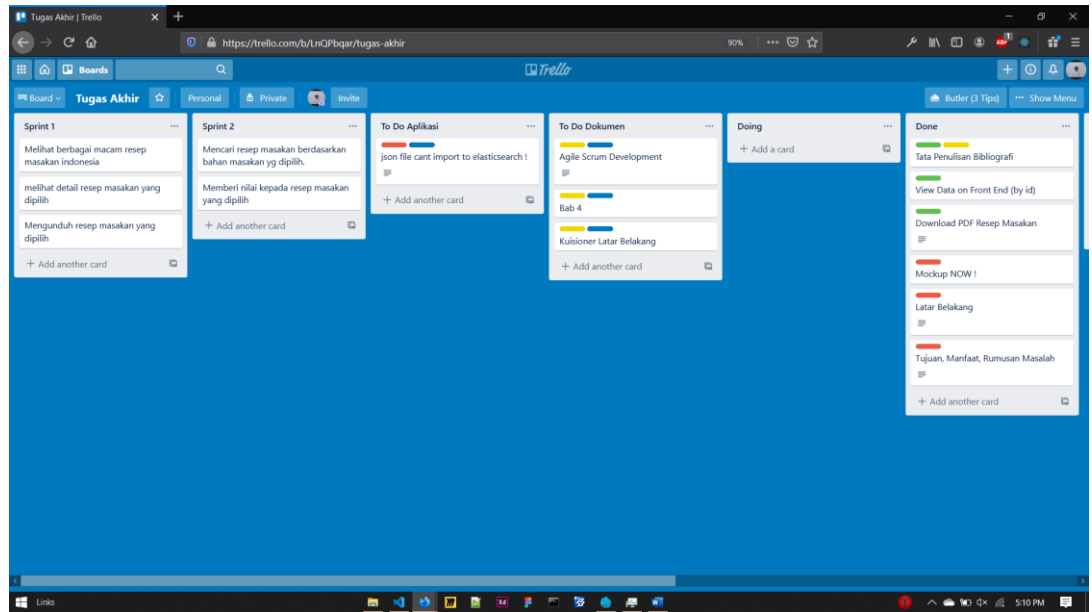 Tugas Akhir | Trello
https://trello.com/b/LnQPbqar/tugas-akhir
90%
Boards
Trello
Board
Tugas Akhir
Personal
Private
Invite
Butler (3 Tips)
Show Menu
Sprint 1
Melihat berbagai macam resep
masakan indonesia
melihat detail resep masakan yang
dipilih
Mengunduh resep masakan yang
dipilih
+ Add another card
Sprint 2
Mencari resep masakan berdasarkan
bahan masakan yg dipilih.
Memberi nilai kepada resep masakan
yang dipilih
+ Add another card
To Do Aplikasi
json file cant import to elasticsearch !
+ Add another card
To Do Dokumen
Agile Scrum Development
Bab 4
Kuisioner Latar Belakang
+ Add another card
Doing
+ Add a card
Done
Tata Penulisan Bibliografi
View Data on Front End (by id)
Download PDF Resep Masakan
Mockup NOW !
Latar Belakang
Tujuan, Manfaat, Rumusan Masalah
+ Add another card
Links
5:10 PM